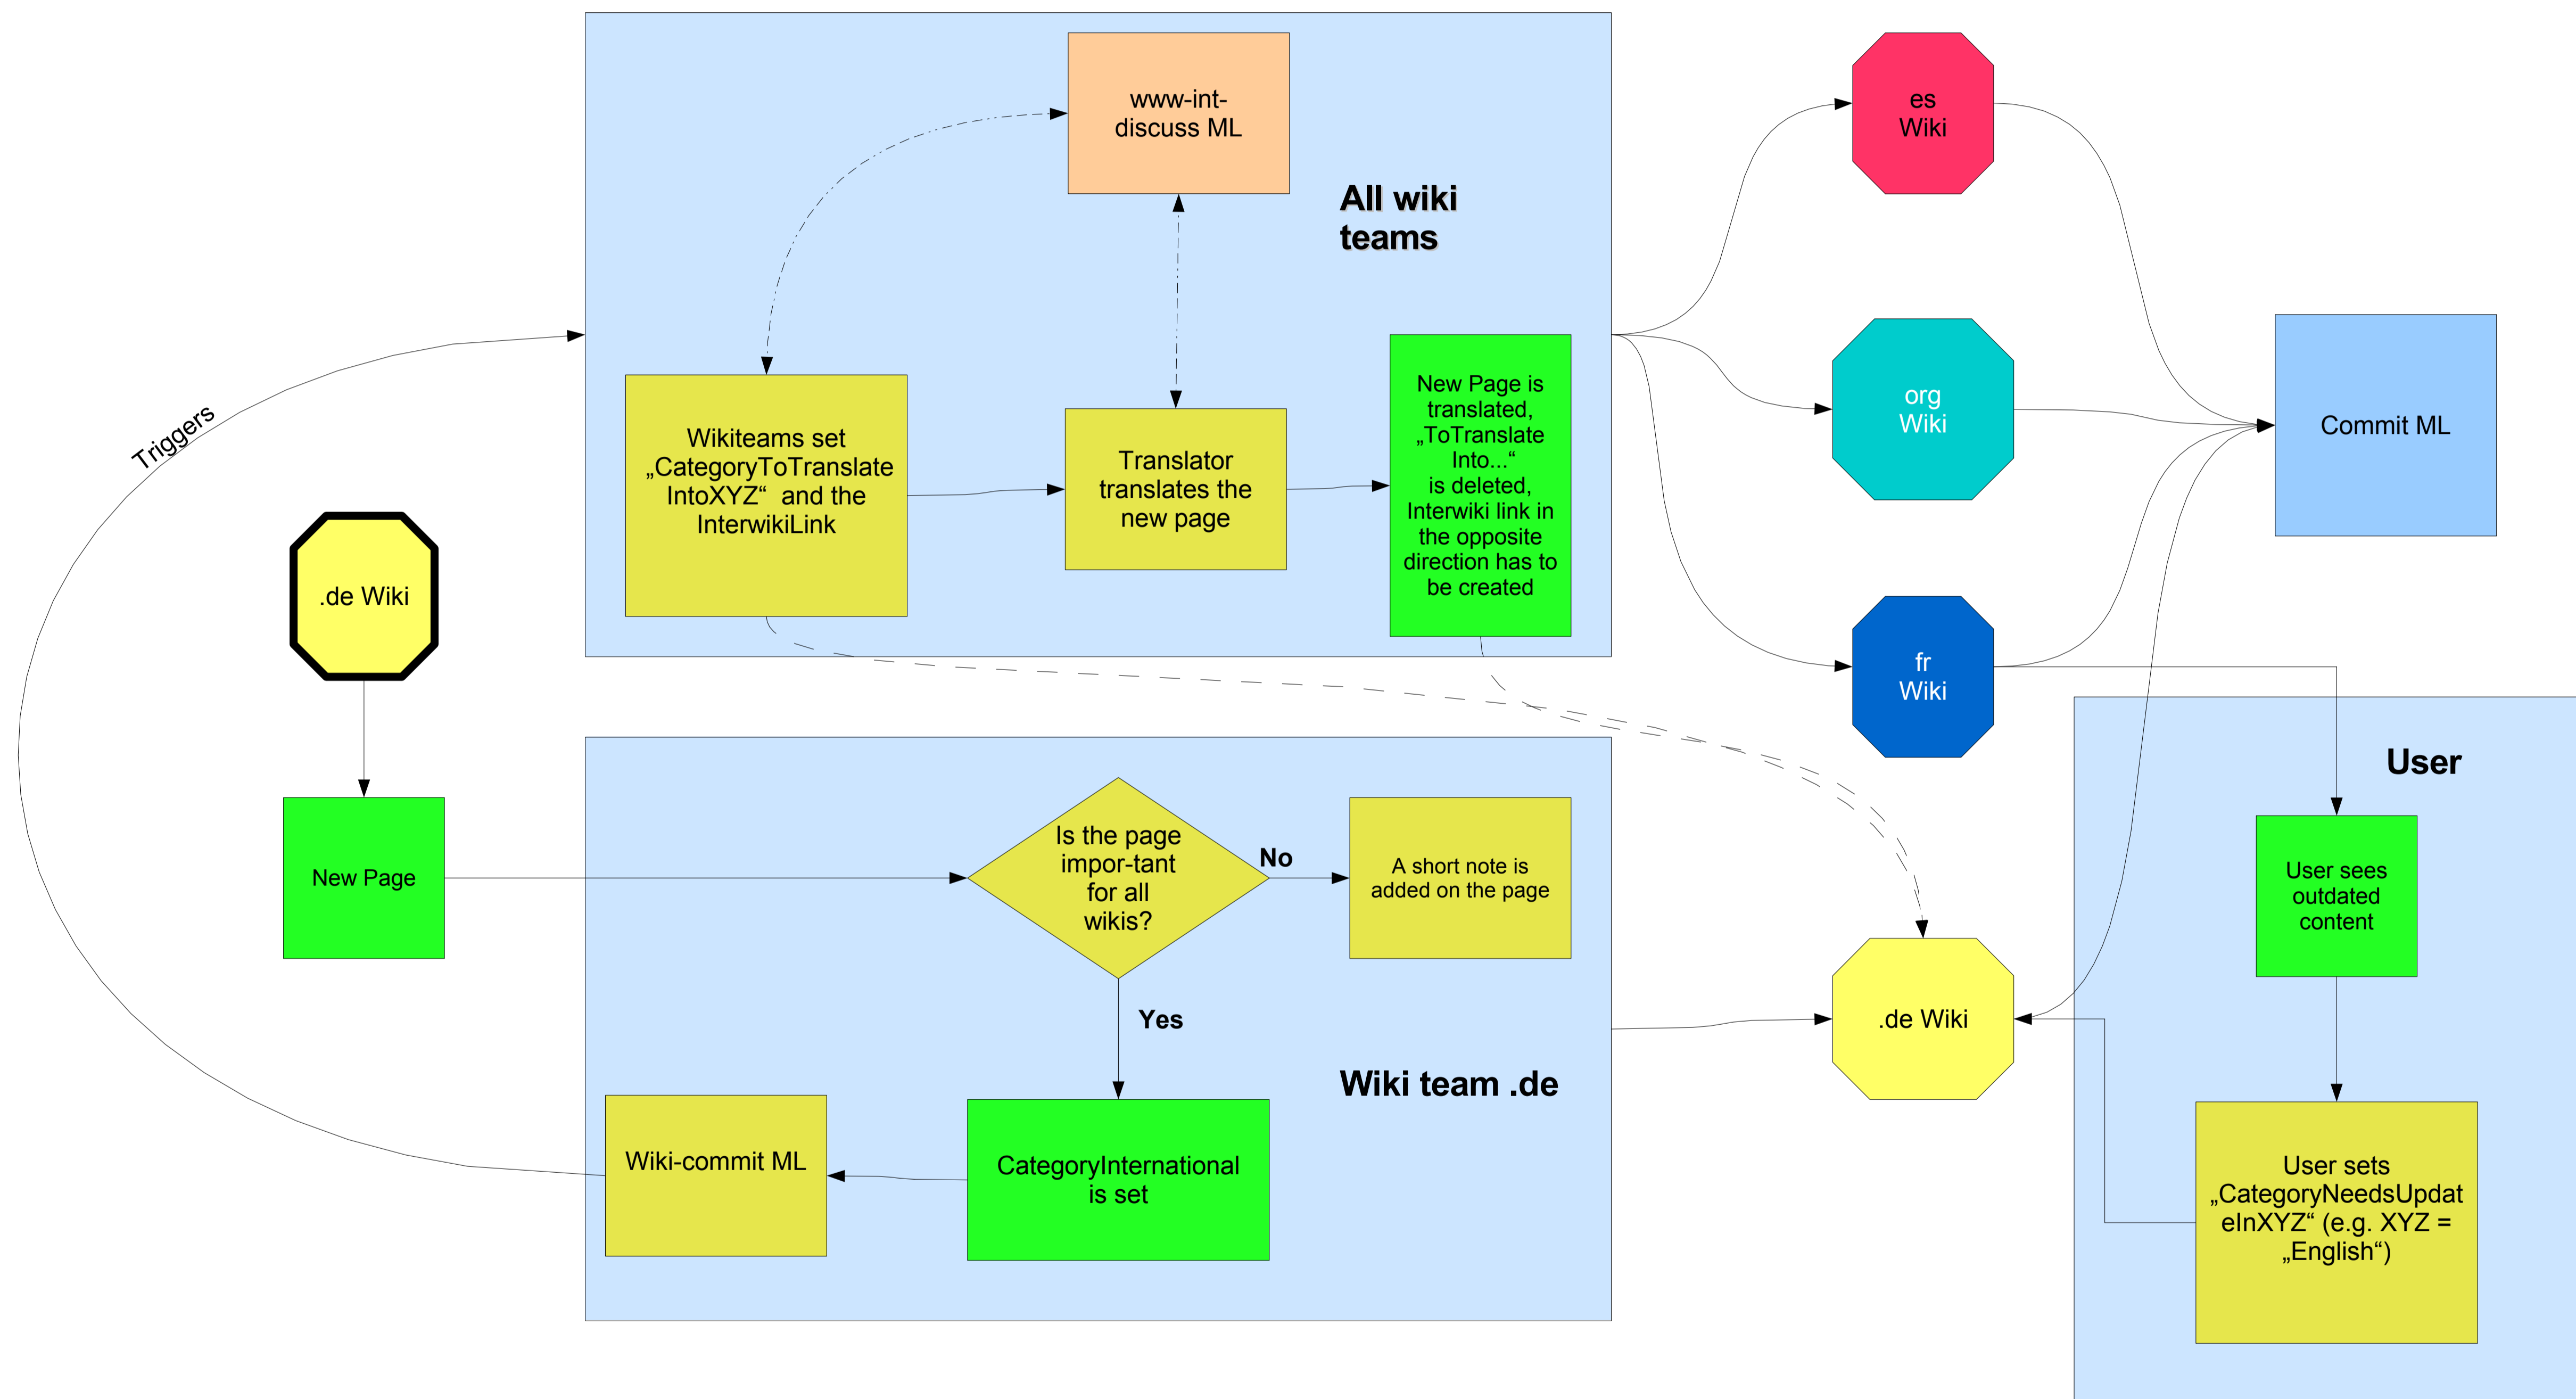 www-int-
discuss ML
All wiki
teams
Wikiteams set
„CategoryToTranslate
IntoXYZ“  and the
InterwikiLink
Translator
translates the
new page
New Page is
translated,
„ToTranslate
Into...“
is deleted,
Interwiki link in
the opposite
direction has to
be created
Triggers
.de Wiki
New Page
es
Wiki
org
Wiki
fr
Wiki
Commit ML
Is the page
impor-tant
for all
wikis?
No
A short note is
added on the page
Yes
Wiki team .de
Wiki-commit ML
CategoryInternational
is set
.de Wiki
User
User sees
outdated
content
User sets
„CategoryNeedsUpdat
eInXYZ“ (e.g. XYZ =
„English“)